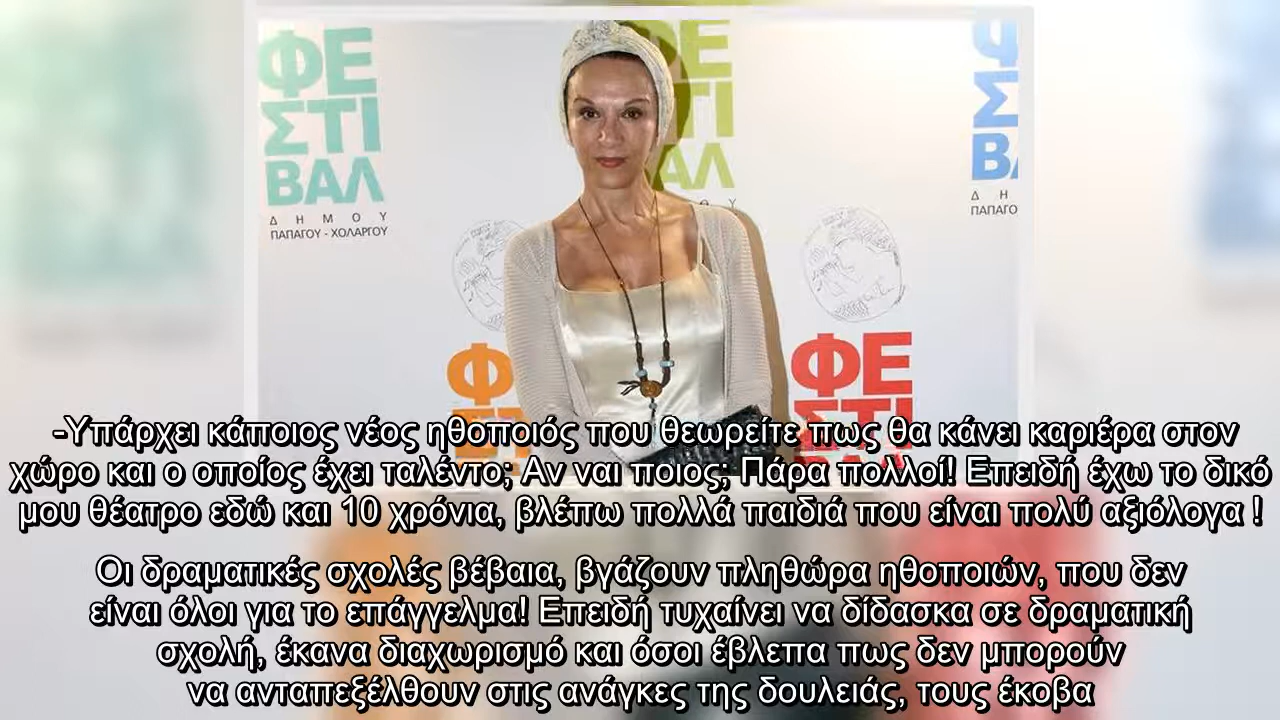 ΦΕ
ΣΤΙ
ΒΑΛ
ΔΗΜΟΥ
ΠΑΠΑΓΟΥ - ΧΟΛΑΡΓΟΥ
ΦΕ
ΣΤΙ
ΒΑΛ
ΣΤ
Β
ΔΗ
ΠΑΠΑΓΟ
ΦΕ
ΣΤΙ
-Υπάρχει κάποιος νέος ηθοποιός που θεωρείτε πως θα κάνει καριέρα στον
χώρο και ο οποίος έχει ταλέντο; Αν ναι ποιος; Πάρα πολλοί! Επειδή έχω το δικό
μου θέατρο εδώ και 10 χρόνια, βλέπω πολλά παιδιά που είναι πολύ αξιόλογα !
Οι δραματικές σχολές βέβαια, βγάζουν πληθώρα ηθοποιών, που δεν
είναι όλοι για το επάγγελμα! Επειδή τυχαίνει να δίδασκα σε δραματική
σχολή, έκανα διαχωρισμό και όσοι έβλεπα πως δεν μπορούν
να ανταπεξέλθουν στις ανάγκες της δουλειάς, τους έκοβα